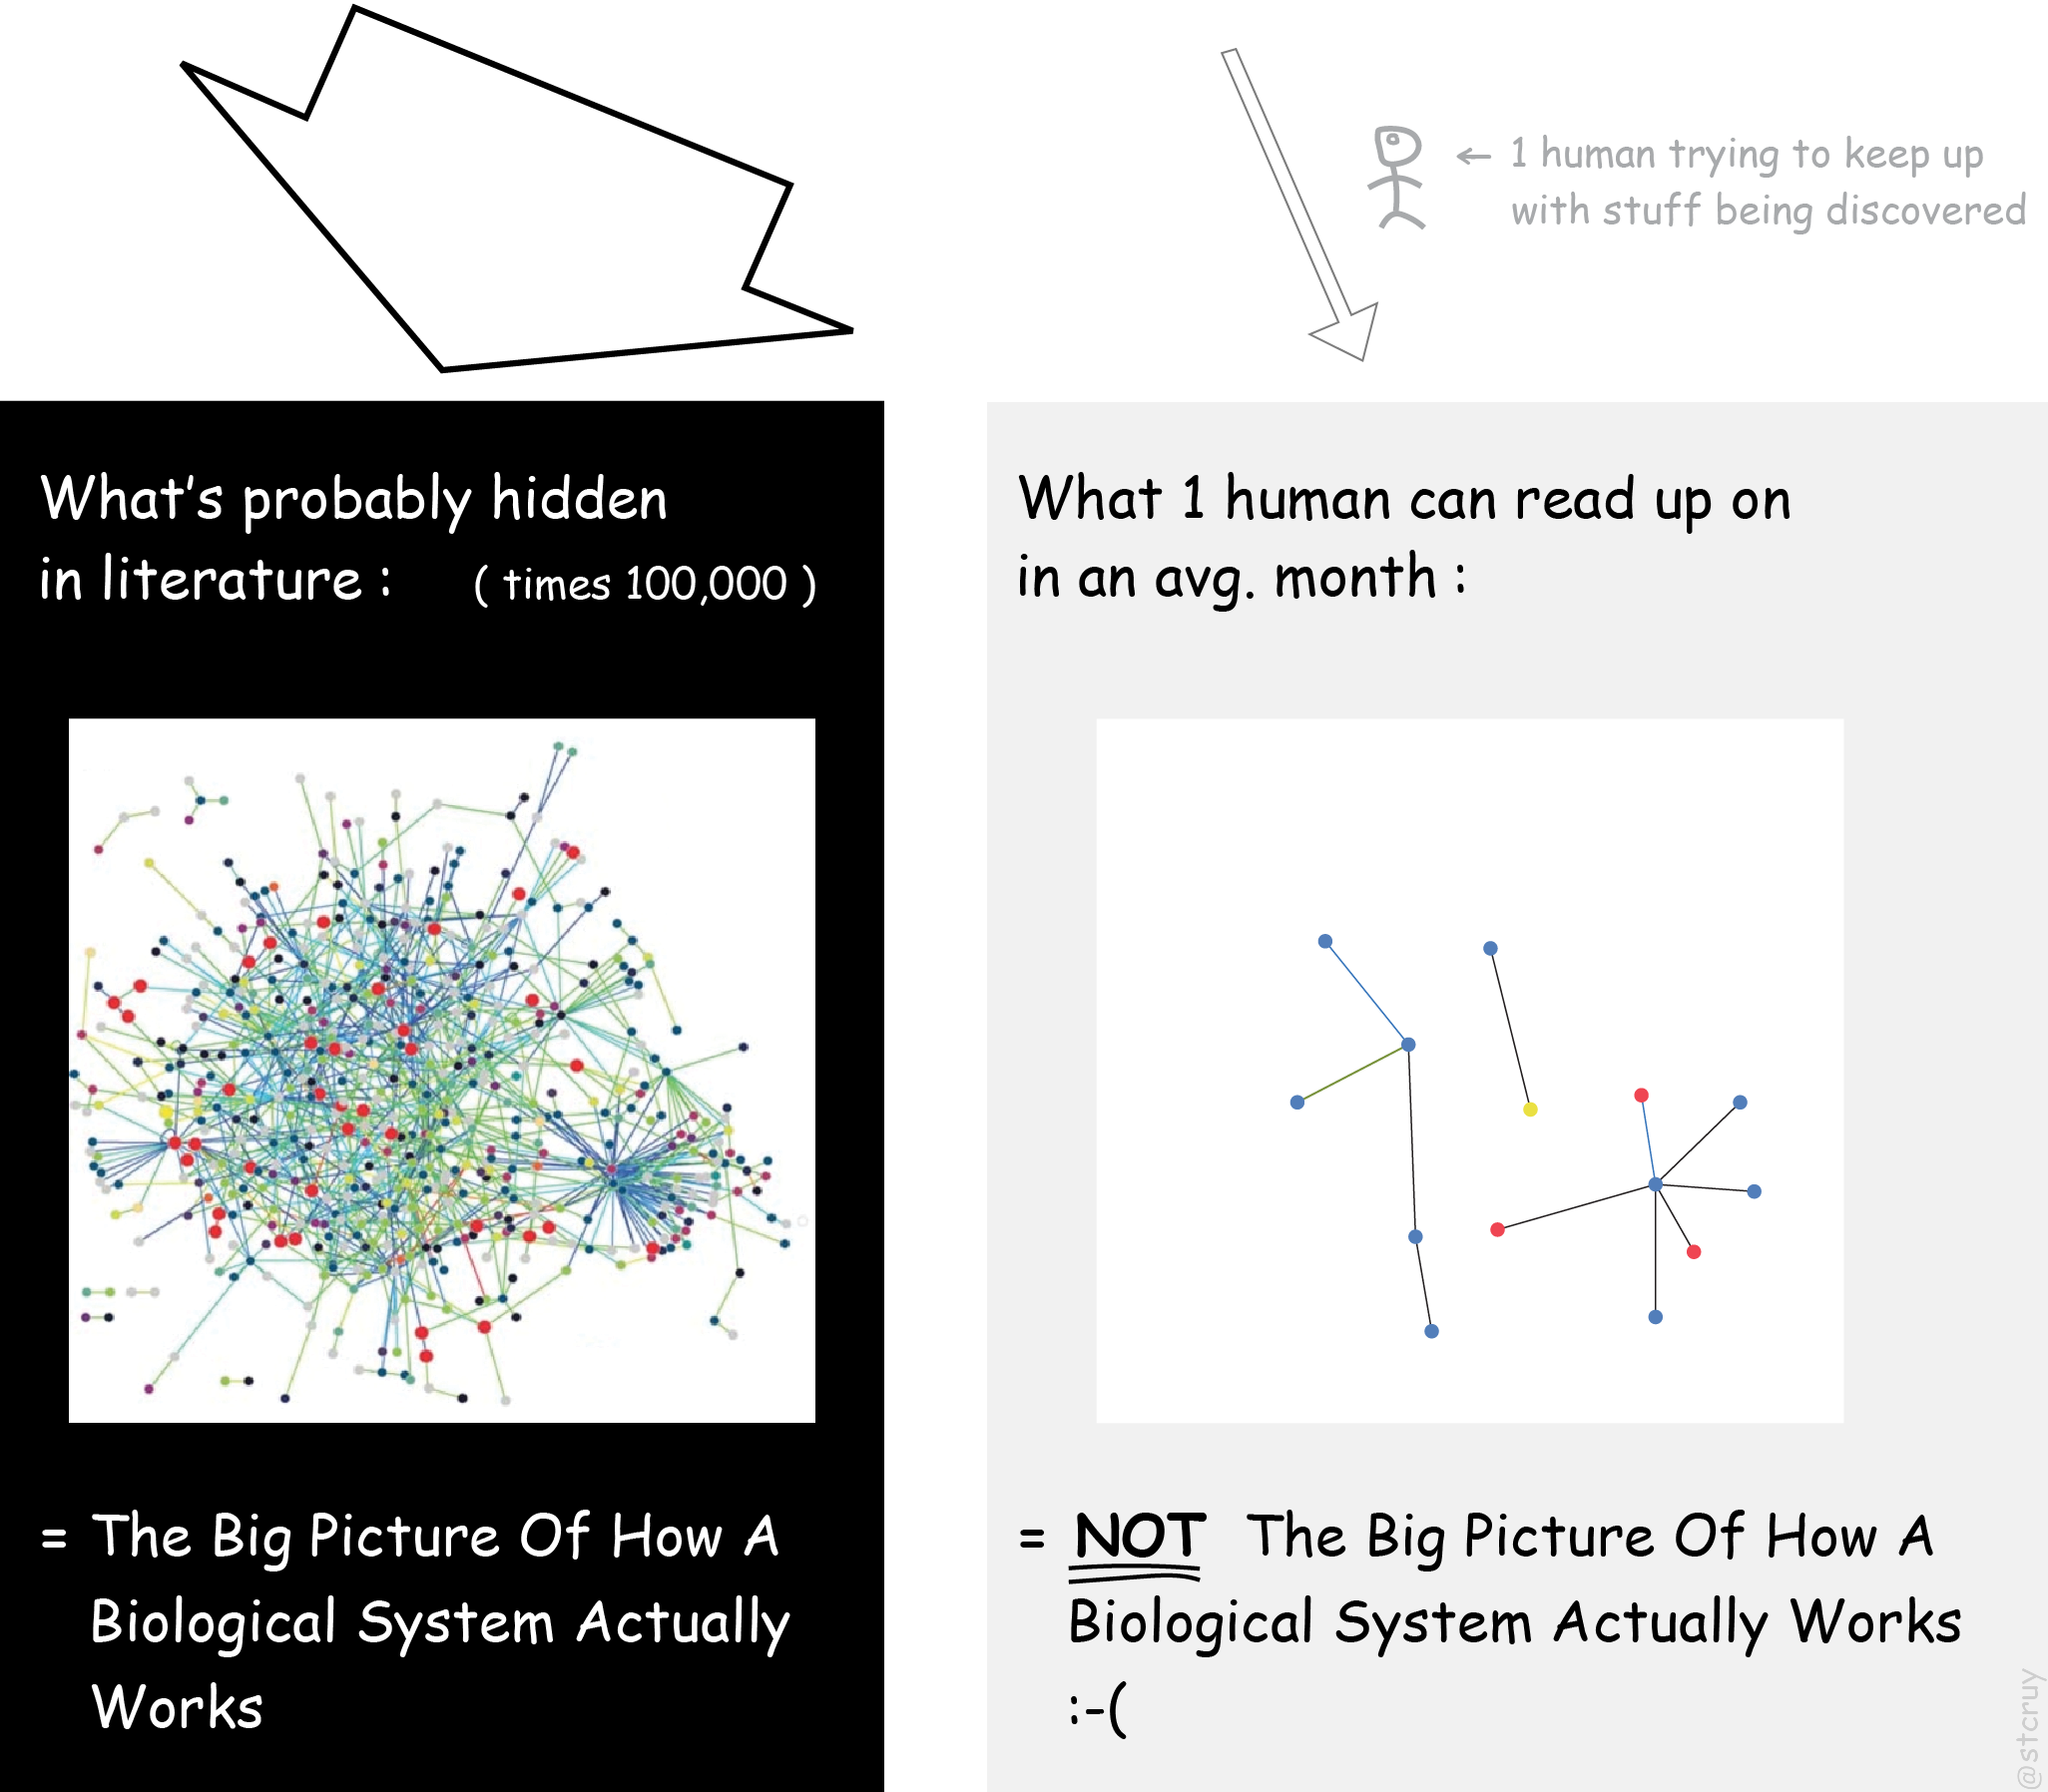 ← 1 human trying to keep up
with stuff being discovered
What's probably hidden
in literature : ( times 100,000 )
= The Big Picture Of How A
Biological System Actually
Works
What 1 human can read up on
in an avg. month :
= NOT The Big Picture Of How A
Biological System Actually Works
:-(
@stcruy